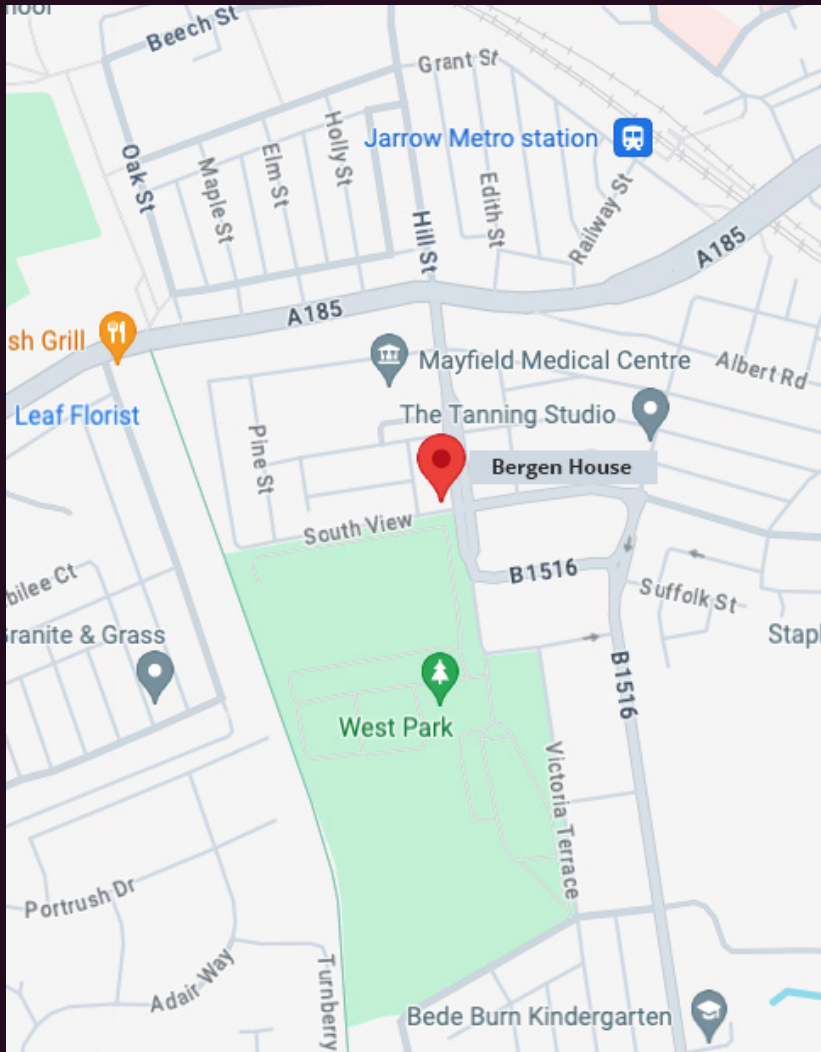 Beech St
Grant St
Jarrow Metro station
Holly St
Elm St
Maple St
Oak St
Edith St
Railway St
Hill St
A185
A185
sh Grill
Mayfield Medical Centre
Albert Rd
Leaf Florist
The Tanning Studio
Pine St
Bergen House
South View
B1516
bilee Ct
Suffolk St
ranite & Grass
Stapl
B1516
West Park
Victoria Terrace
Portrush Dr
Adair Way
Turnberry
Bede Burn Kindergarten